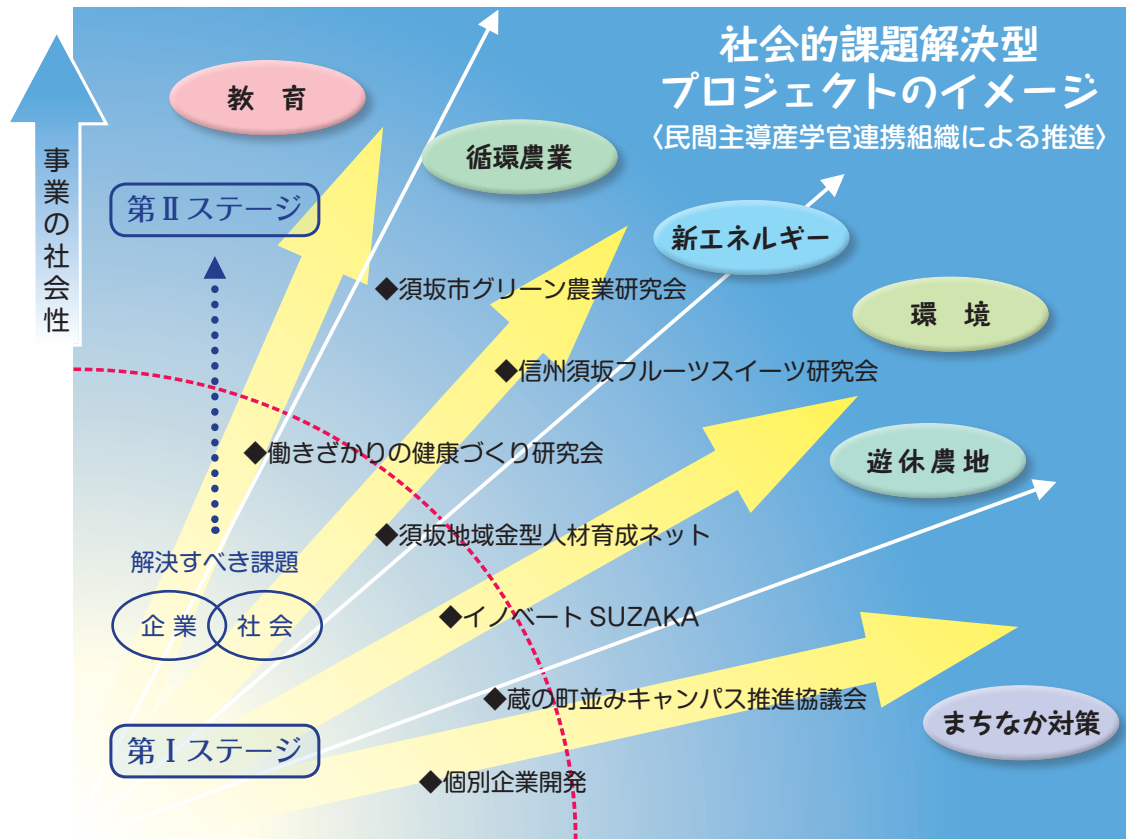 社会的課題解決型
プロジェクトのイメージ
〈民間主導産学官連携組織による推進〉
事業の社会性
教 育
循環農業
第Ⅱステージ
新エネルギー
◆須坂市グリーン農業研究会
環 境
◆信州須坂フルーツスイーツ研究会
◆働きざかりの健康づくり研究会
遊休農地
◆須坂地域金型人材育成ネット
解決すべき課題
企業 社会
◆イノベート SUZAKA
◆蔵の町並みキャンパス推進協議会
まちなか対策
第Ⅰステージ
◆個別企業開発